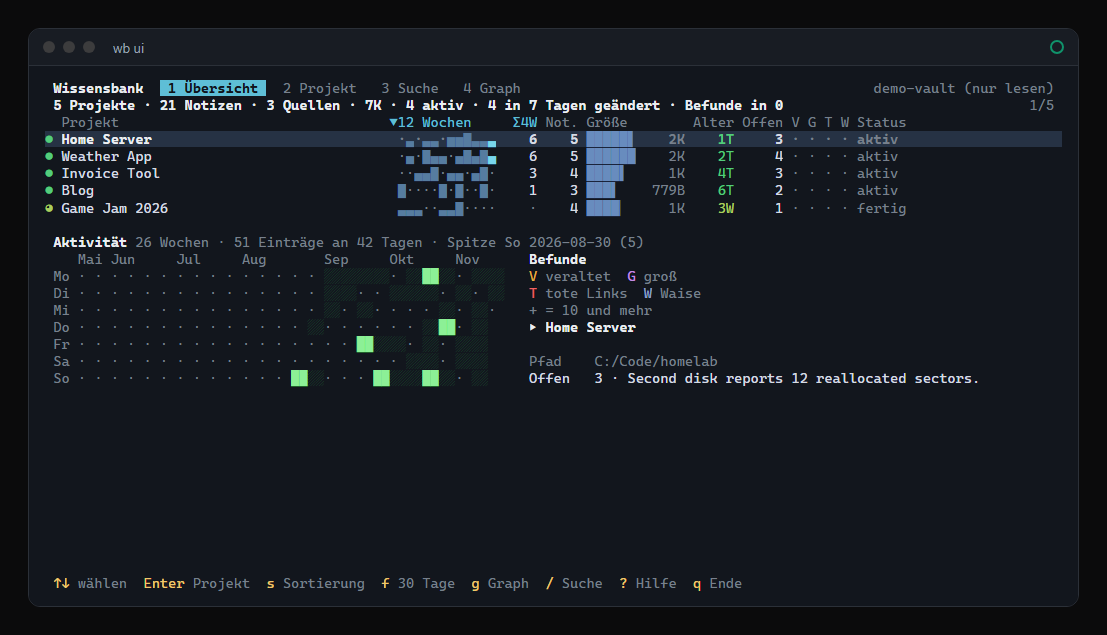 wb ui
Wissensbank 1 Übersicht 2 Projekt 3 Suche 4 Graph demo-vault (nur lesen)
5 Projekte · 21 Notizen · 3 Quellen · 7K · 4 aktiv · 4 in 7 Tagen geändert · Befunde in 0 1/5
Projekt ▼12 Wochen Σ4W Not. Größe Alter Offen V G T W Status
Home Server 6 5 2K 1T 3 · · · · aktiv
Weather App 6 5 2K 2T 4 · · · · aktiv
Invoice Tool 3 4 1K 4T 3 · · · · aktiv
Blog 1 3 779B 6T 2 · · · · aktiv
Game Jam 2026 · 4 1K 3W 1 · · · · fertig
Aktivität 26 Wochen · 51 Einträge an 42 Tagen · Spitze So 2026-08-30 (5)
Mai Jun Jul Aug Sep Okt Nov Befunde
Mo V veraltet G groß
Di T tote Links W Waise
Mi + = 10 und mehr
Do ▸ Home Server
Fr
Sa Pfad C:/Code/homelab
So Offen 3 · Second disk reports 12 reallocated sectors.
↑↓ wählen Enter Projekt s Sortierung f 30 Tage g Graph / Suche ? Hilfe q Ende